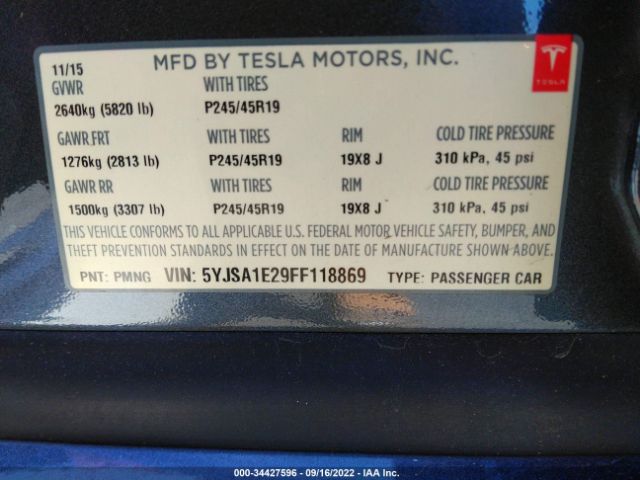 11/15 MFD BY TESLA MOTORS, INC.
TESLA
GVWR WITH TIRES
2640kg (5820 lb) P245/45R19
GAWR FRT WITH TIRES RIM COLD TIRE PRESSURE
1276kg (2813 lb) P245/45R19 19X8 J 310 kPa, 45 psi
GAWR RR WITH TIRES RIM COLD TIRE PRESSURE
1500kg (3307 lb) P245/45R19 19X8 J 310 kPa, 45 psi
THIS VEHICLE CONFORMS TO ALL APPLICABLE U.S. FEDERAL MOTOR VEHICLE SAFETY, BUMPER, AND
THEFT PREVENTION STANDARDS IN EFFECT ON THE DATE OF MANUFACTURE SHOWN ABOVE.
PNT: PMNG VIN: 5YJSA1E29FF118869 TYPE: PASSENGER CAR
000-34427596 - 09/16/2022 - IAA Inc.